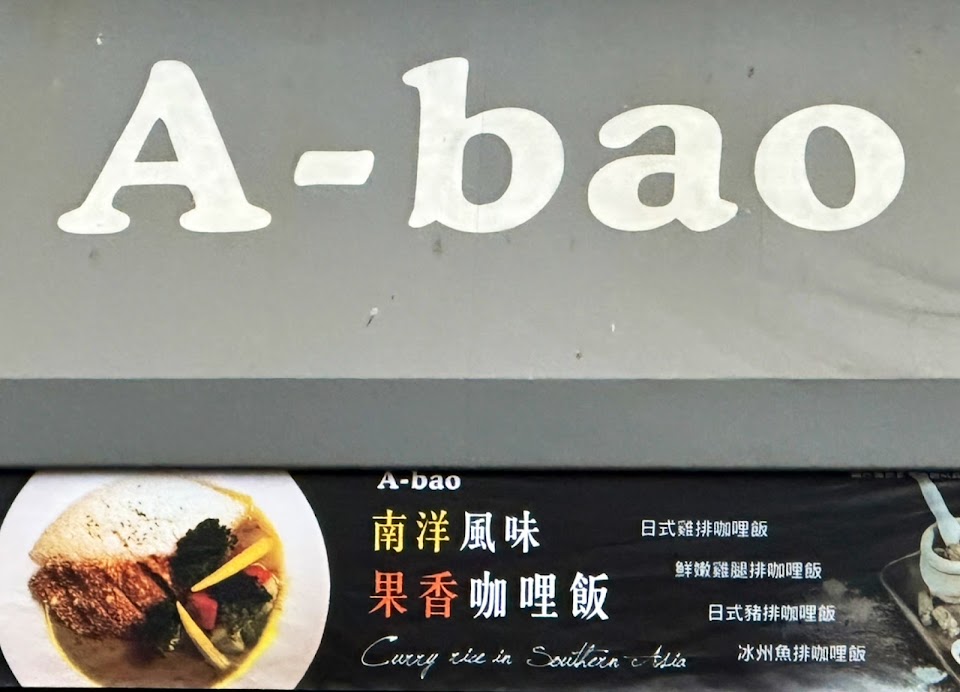 A-bao
A-bao
南洋風味
果香咖哩飯
Curry rice in Southern Asia
日式雞排咖哩飯
鮮嫩雞腿排咖哩飯
日式豬排咖哩飯
冰州魚排咖哩飯